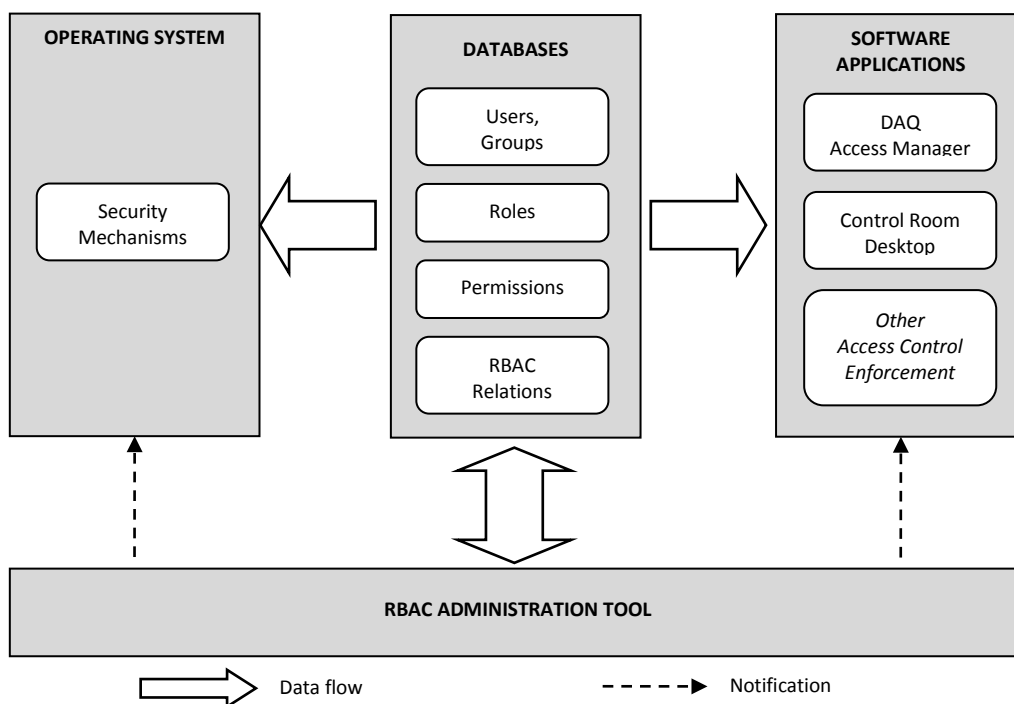 OPERATING SYSTEM
Security
Mechanisms
DATABASES
Users,
Groups
Roles
Permissions
RBAC
Relations
SOFTWARE
APPLICATIONS
DAQ
Access Manager
Control Room
Desktop
Other
Access Control
Enforcement
RBAC ADMINISTRATION TOOL
Data flow
Notification